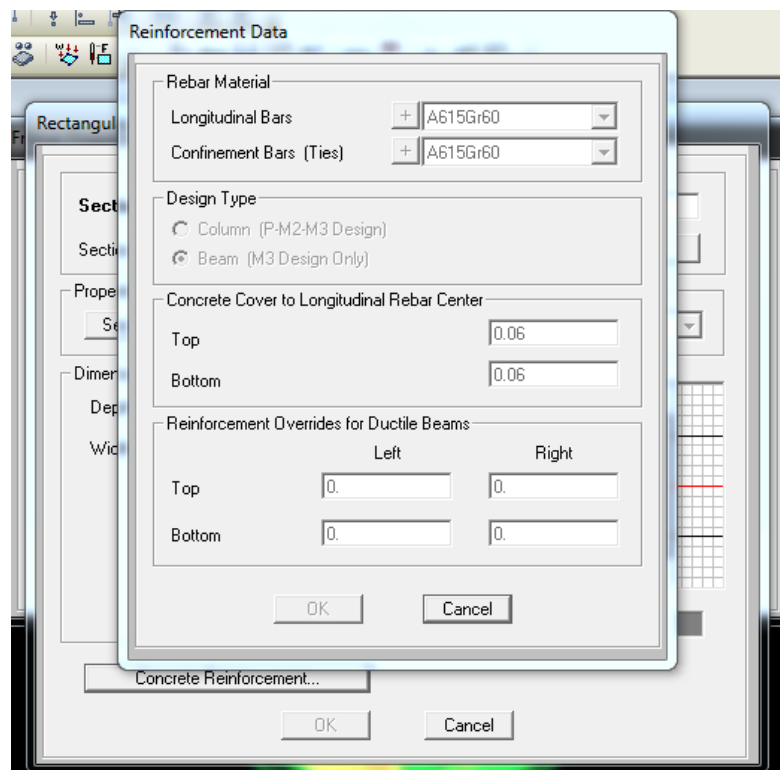 Reinforcement Data
Rebar Material
Longitudinal Bars + A615Gr60
Confinement Bars (Ties) + A615Gr60
Design Type
Column (P-M2-M3 Design)
Beam (M3 Design Only)
Concrete Cover to Longitudinal Rebar Center
Top 0.06
Bottom 0.06
Reinforcement Overrides for Ductile Beams
Left Right
Top 0. 0.
Bottom 0. 0.
OK Cancel
Rectangul
Sect
Secti
Prope
Se
Dimen
Dep
Wid
Concrete Reinforcement...
OK Cancel